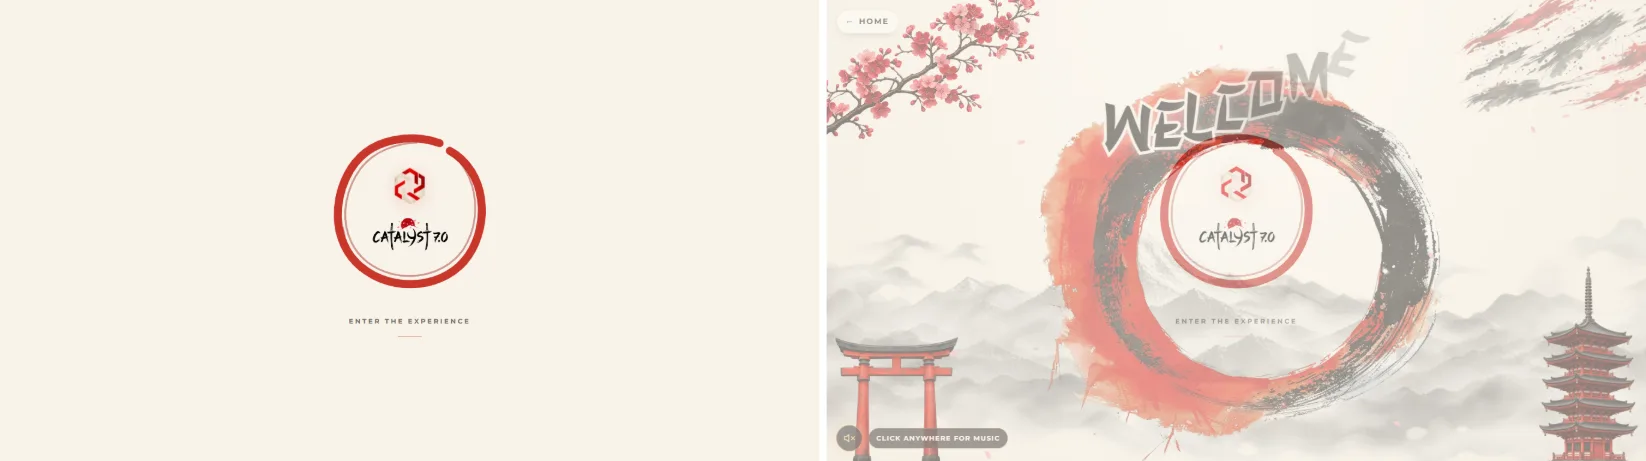 CATALYST 7.0
ENTER THE EXPERIENCE
← HOME
WELCOME
CATALYST 7.0
ENTER THE EXPERIENCE
CLICK ANYWHERE FOR MUSIC